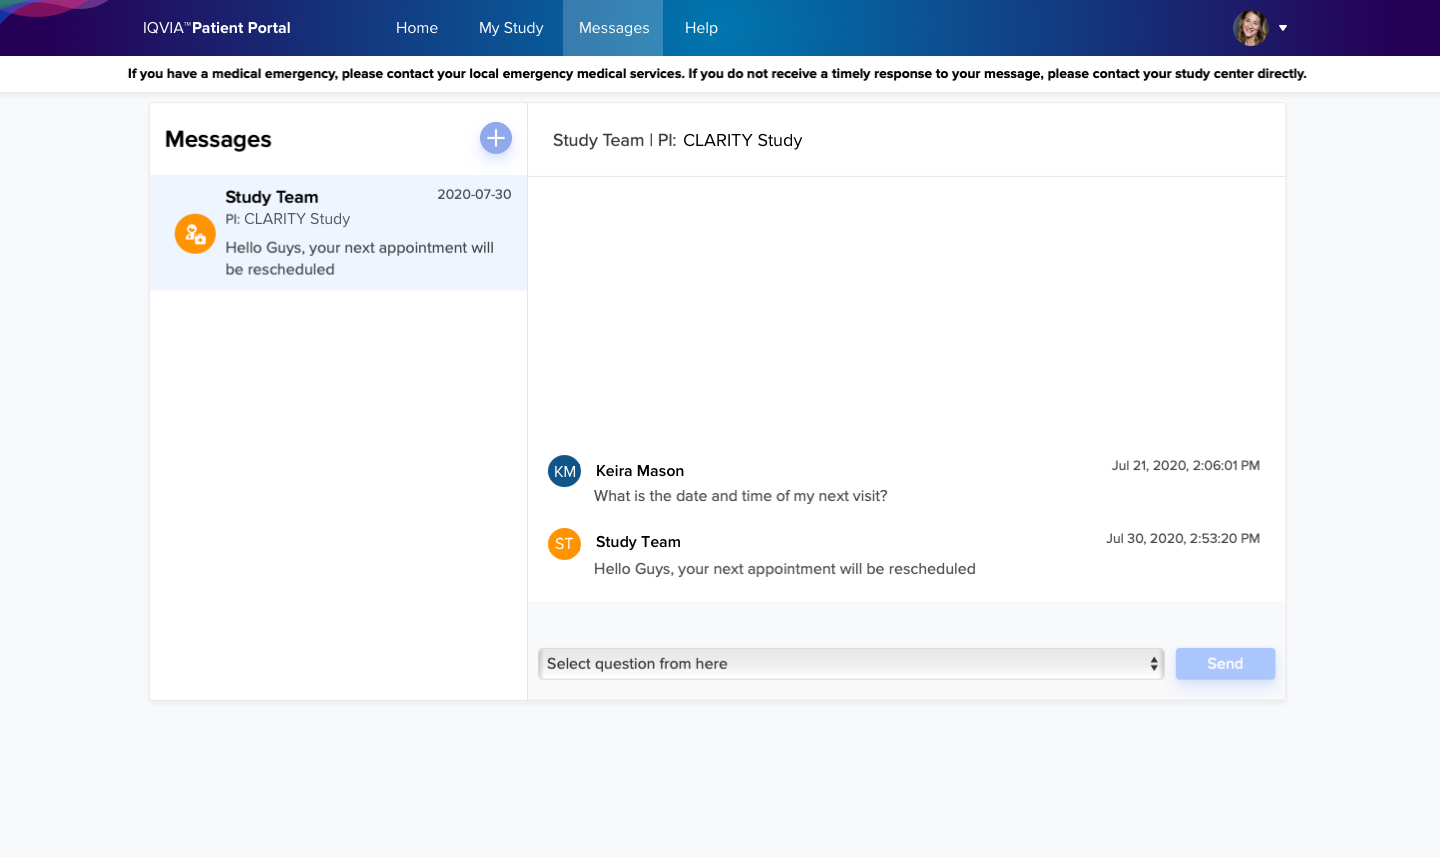 IQVIA™Patient Portal
Home
My Study
Messages
Help
If you have a medical emergency, please contact your local emergency medical services. If you do not receive a timely response to your message, please contact your study center directly.
Messages
Study Team | PI: CLARITY Study
Study Team
2020-07-30
PI: CLARITY Study
Hello Guys, your next appointment will
be rescheduled
KM
Keira Mason
Jul 21, 2020, 2:06:01 PM
What is the date and time of my next visit?
ST
Study Team
Jul 30, 2020, 2:53:20 PM
Hello Guys, your next appointment will be rescheduled
Select question from here
Send